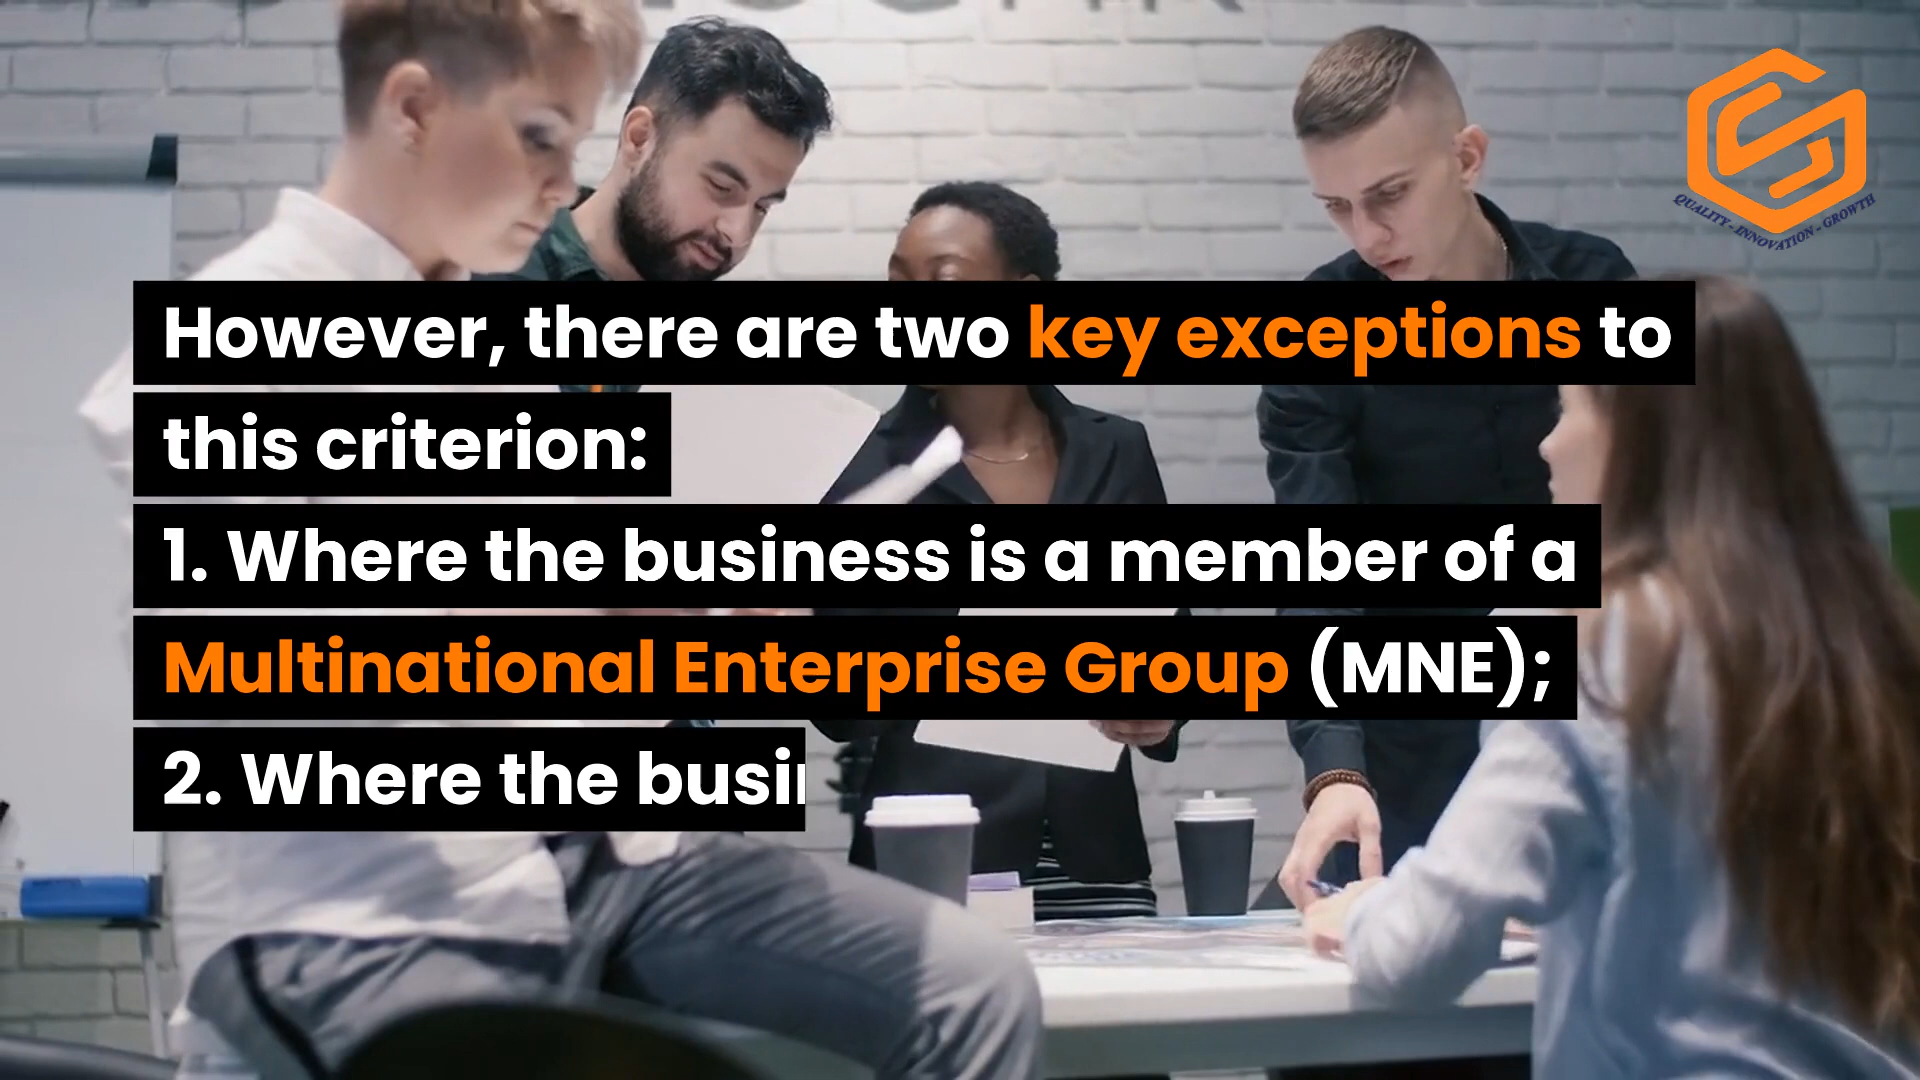 QUALITY - INNOVATION - GROWTH
However, there are two key exceptions to
this criterion:
1. Where the business is a member of a
Multinational Enterprise Group (MNE);
2. Where the